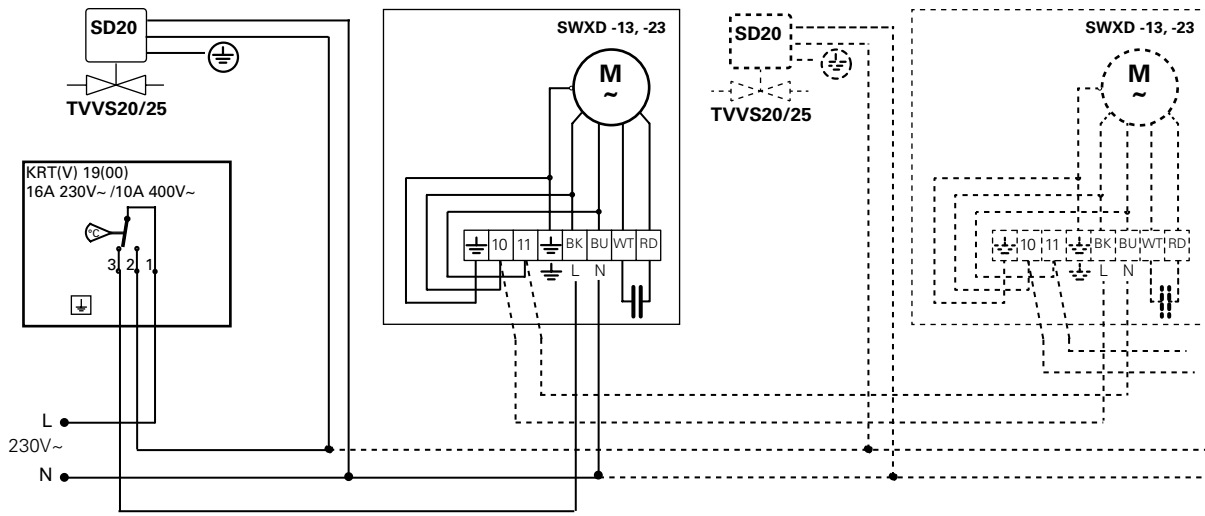 SD20
TVVS20/25
KRT(V) 19(00)
16A 230V~ /10A 400V~
°C
3 2 1
L
230V~
N
SWXD -13, -23
M
~
10 11 BK BU WT RD
L N
SD20
TVVS20/25
SWXD -13, -23
M
~
10 11 BK BU WT RD
L N